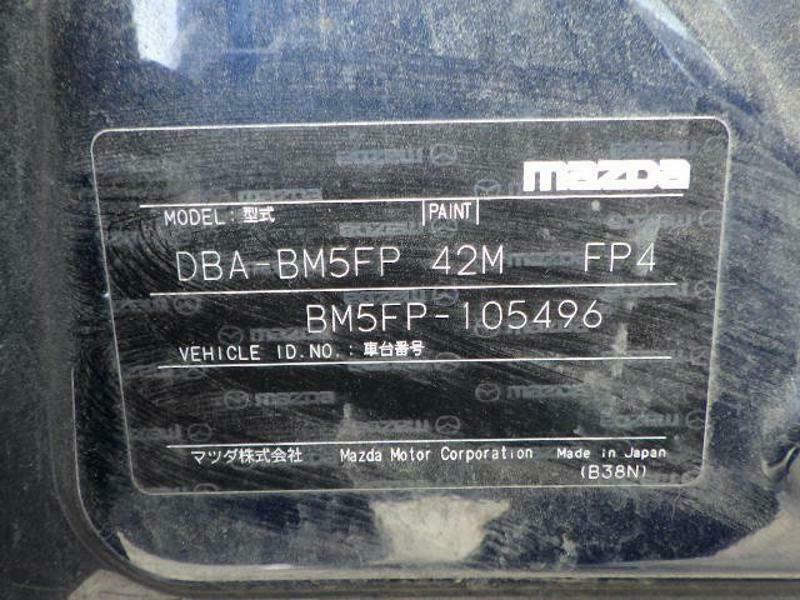 mazda
MODEL: 型式 PAINT
DBA-BM5FP 42M FP4
BM5FP-105496
VEHICLE ID.NO.: 車台番号
マツダ株式会社 Mazda Motor Corporation Made in Japan
(B38N)